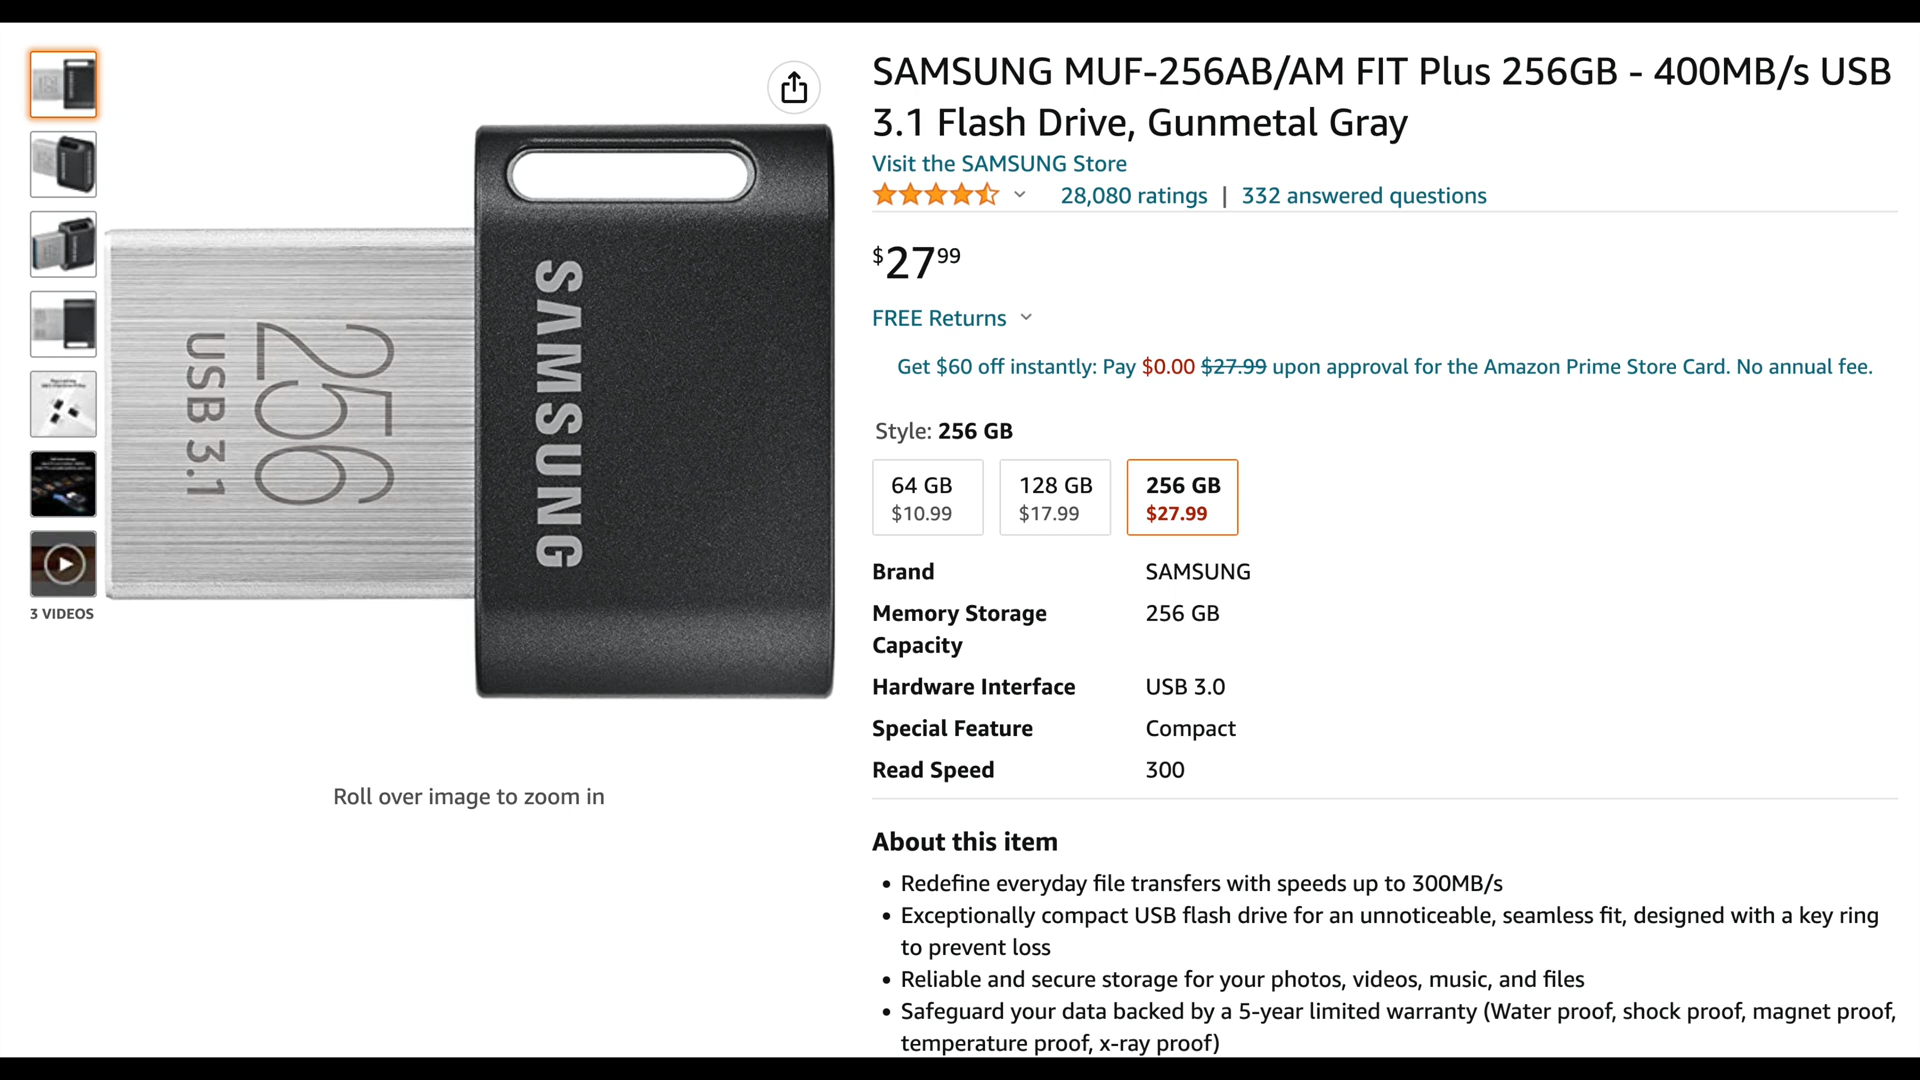 SAMSUNG MUF-256AB/AM FIT Plus 256GB - 400MB/s USB
3.1 Flash Drive, Gunmetal Gray
Visit the SAMSUNG Store
28,080 ratings | 332 answered questions
$27 99
FREE Returns
Get $60 off instantly: Pay $0.00 $27.99 upon approval for the Amazon Prime Store Card. No annual fee.
Style: 256 GB
64 GB 128 GB 256 GB
$10.99 $17.99 $27.99
Brand SAMSUNG
Memory Storage 256 GB
Capacity
Hardware Interface USB 3.0
Special Feature Compact
Read Speed 300
About this item
• Redefine everyday file transfers with speeds up to 300MB/s
• Exceptionally compact USB flash drive for an unnoticeable, seamless fit, designed with a key ring
to prevent loss
• Reliable and secure storage for your photos, videos, music, and files
• Safeguard your data backed by a 5-year limited warranty (Water proof, shock proof, magnet proof,
temperature proof, x-ray proof)
SAMSUNG
256
USB 3.1
3 VIDEOS
Roll over image to zoom in